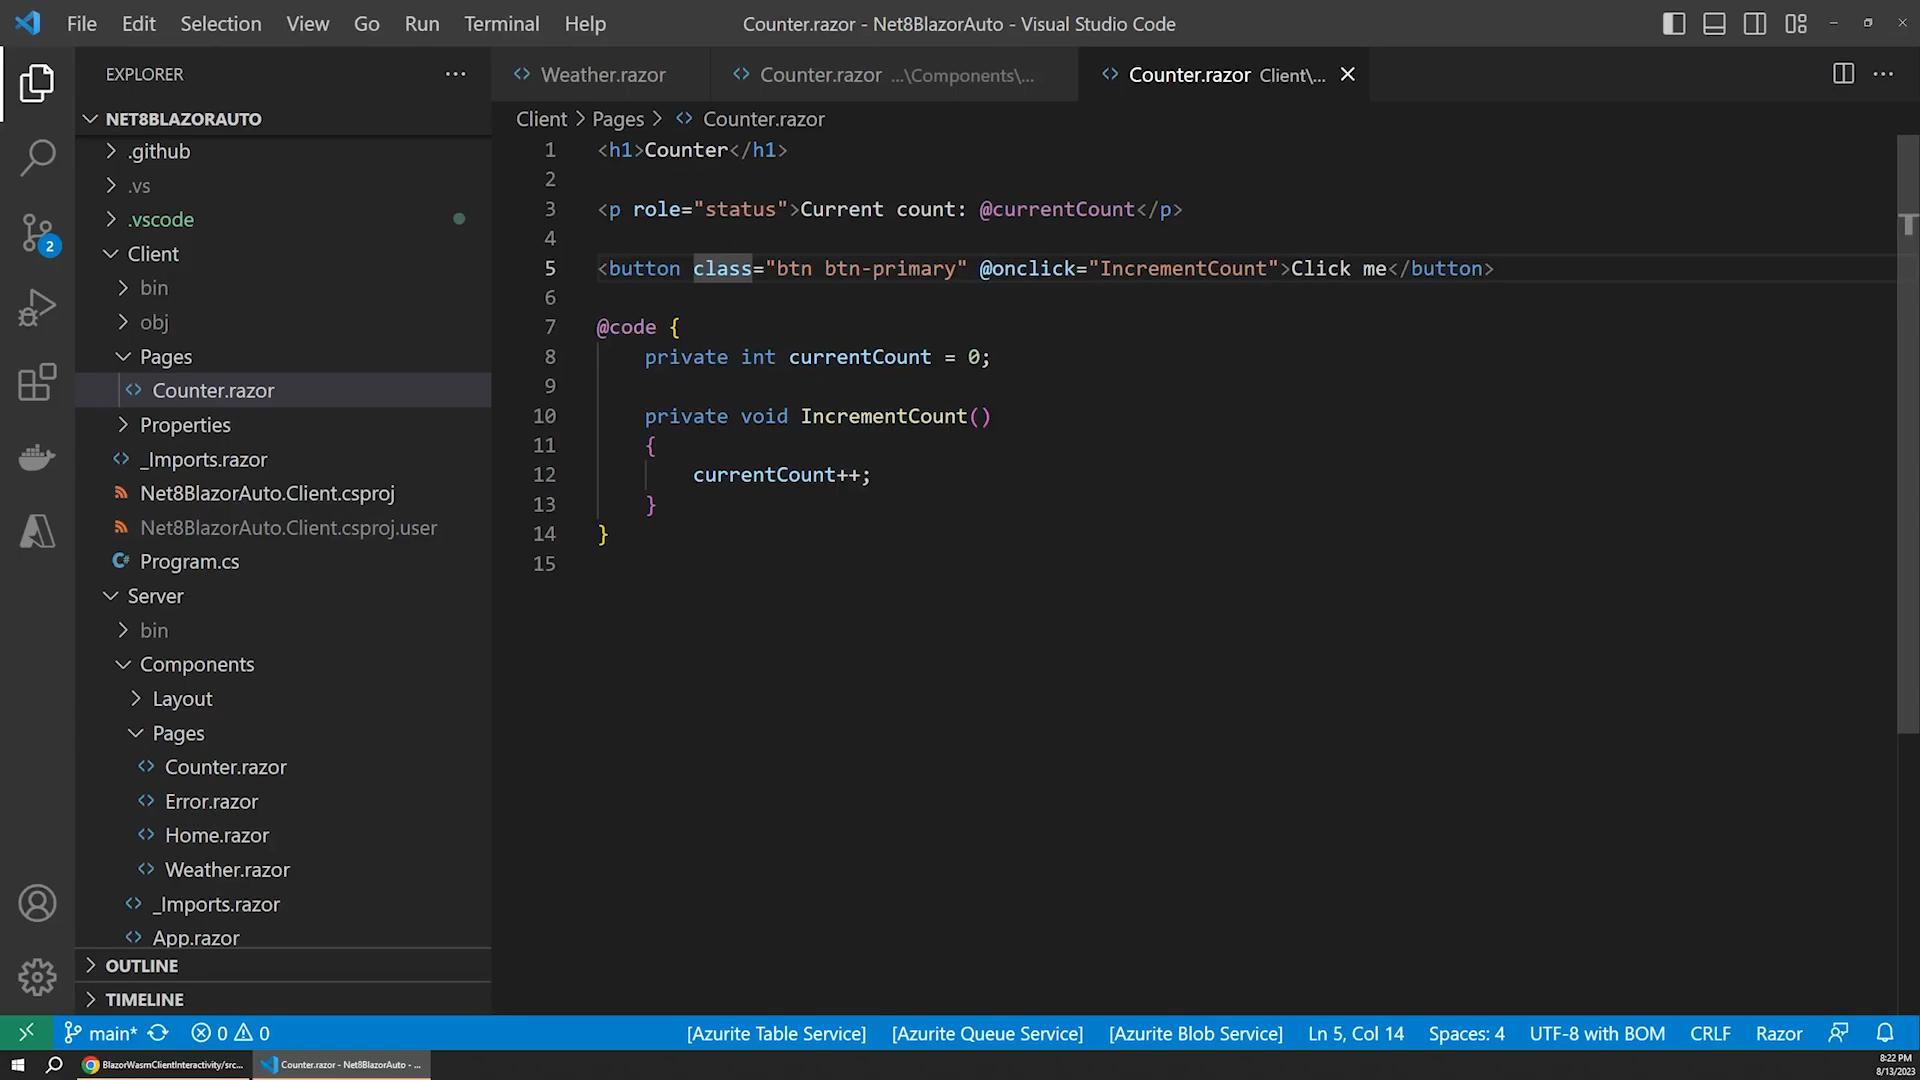 File Edit Selection View Go Run Terminal Help
Counter.razor - Net8BlazorAuto - Visual Studio Code
EXPLORER
Weather.razor
Counter.razor ...\Components\...
Counter.razor Client\...
NET8BLAZORAUTO
.github
.vs
.vscode
Client
bin
obj
Pages
Counter.razor
Properties
_Imports.razor
Net8BlazorAuto.Client.csproj
Net8BlazorAuto.Client.csproj.user
Program.cs
Server
bin
Components
Layout
Pages
Counter.razor
Error.razor
Home.razor
Weather.razor
_Imports.razor
App.razor
OUTLINE
TIMELINE
Client > Pages > Counter.razor
1 <h1>Counter</h1>
2
3 <p role="status">Current count: @currentCount</p>
4
5 <button class="btn btn-primary" @onclick="IncrementCount">Click me</button>
6
7 @code {
8 private int currentCount = 0;
9
10 private void IncrementCount()
11 {
12 currentCount++;
13 }
14 }
15
2
main* 0 0 [Azurite Table Service] [Azurite Queue Service] [Azurite Blob Service] Ln 5, Col 14 Spaces: 4 UTF-8 with BOM CRLF Razor
BlazorWasmClientInteractivity/src...
Counter.razor - Net8BlazorAuto - ...
8:22 PM
8/13/2023